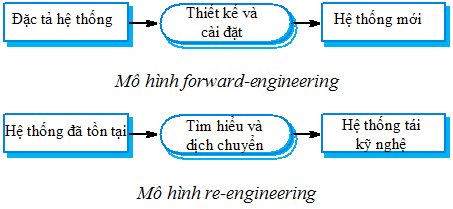 Đặc tả hệ thống
Thiết kế và
cài đặt
Hệ thống mới
Mô hình forward-engineering
Hệ thống đã tồn tại
Tìm hiểu và
dịch chuyển
Hệ thống tái
kỹ nghệ
Mô hình re-engineering